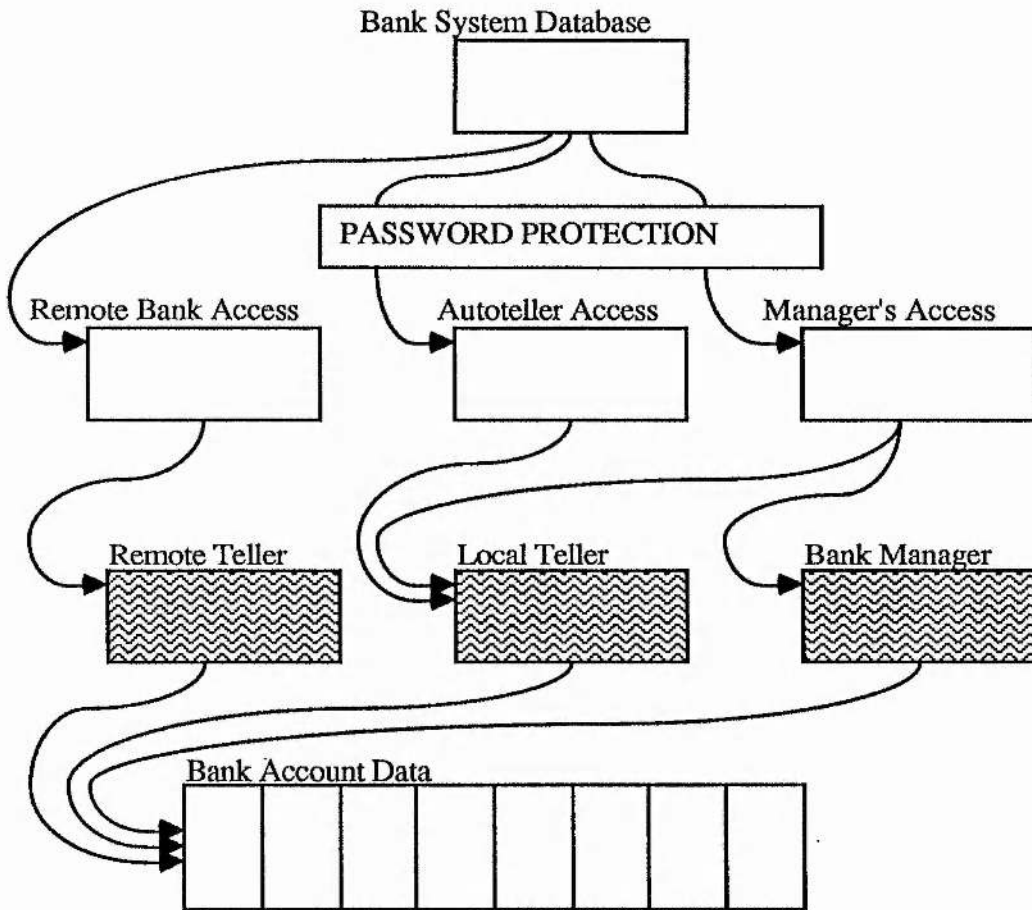 Bank System Database
PASSWORD PROTECTION
Remote Bank Access
Autoteller Access
Manager's Access
Remote Teller
Local Teller
Bank Manager
Bank Account Data